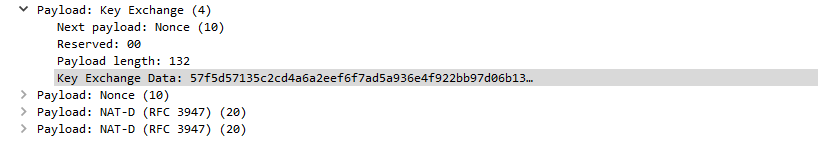 Payload: Key Exchange (4)
Next payload: Nonce (10)
Reserved: 00
Payload length: 132
Key Exchange Data: 57f5d57135c2cd4a6a2eef6f7ad5a936e4f922bb97d06b13…
Payload: Nonce (10)
Payload: NAT-D (RFC 3947) (20)
Payload: NAT-D (RFC 3947) (20)